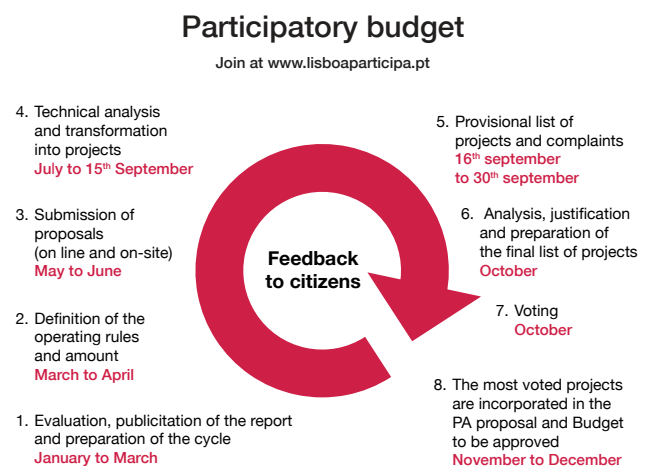 Participatory budget
Join at www.lisboaparticipa.pt
4. Technical analysis
and transformation
into projects
July to 15th September
3. Submission of
proposals
(on line and on-site)
May to June
2. Definition of the
operating rules
and amount
March to April
1. Evaluation, publicitation of the report
and preparation of the cycle
January to March
Feedback
to citizens
5. Provisional list of
projects and complaints
16th september
to 30th september
6. Analysis, justification
and preparation of
the final list of projects
October
7. Voting
October
8. The most voted projects
are incorporated in the
PA proposal and Budget
to be approved
November to December